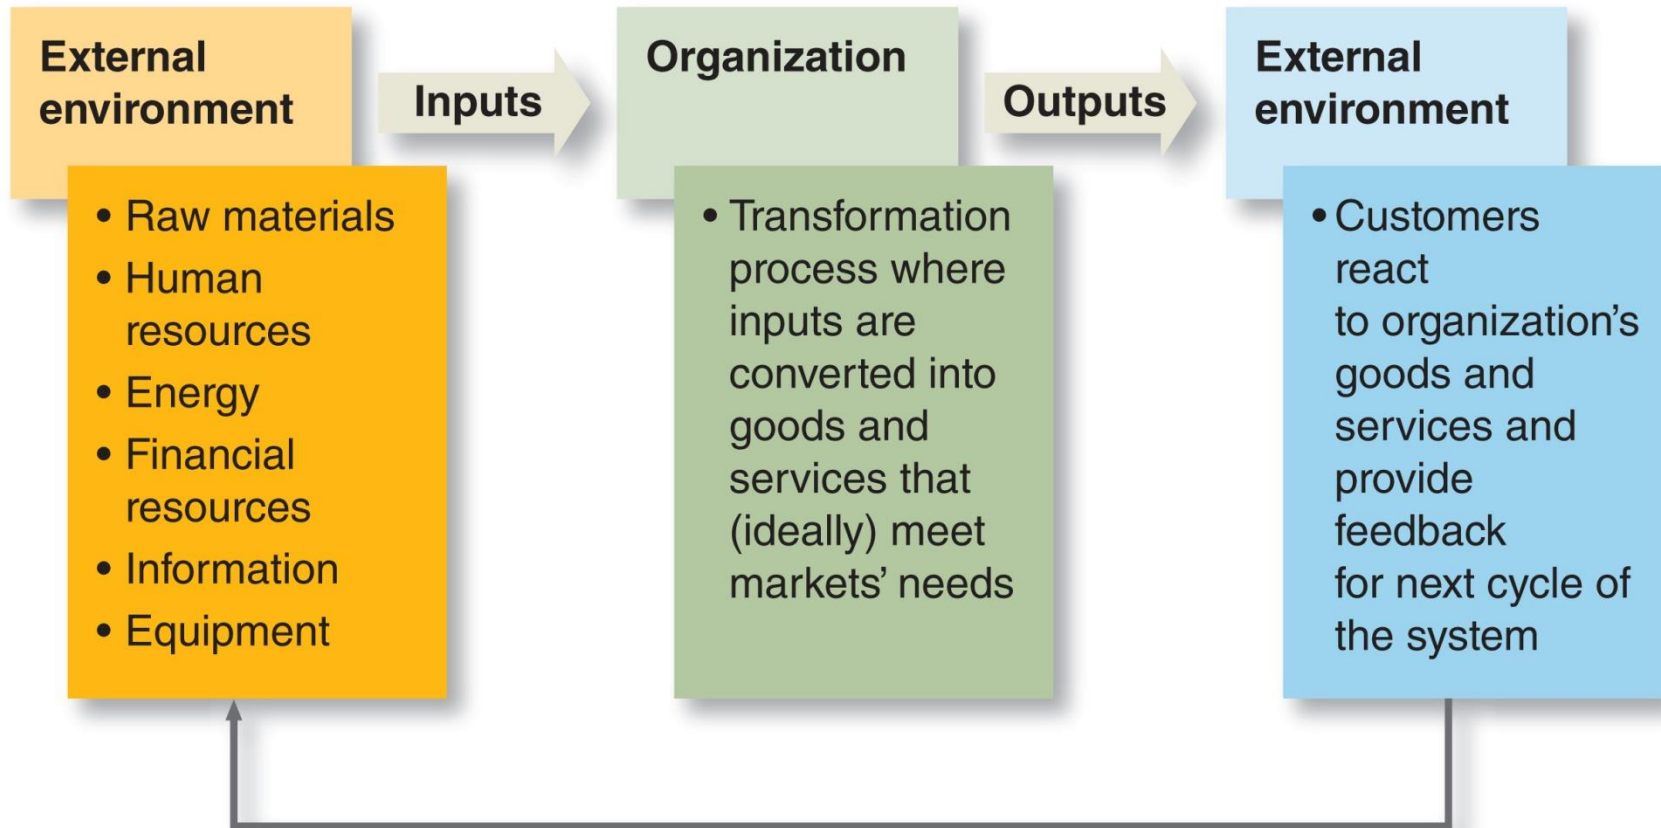 External
environment
• Raw materials
• Human
resources
• Energy
• Financial
resources
• Information
• Equipment
Inputs
Organization
• Transformation
process where
inputs are
converted into
goods and
services that
(ideally) meet
markets’ needs
Outputs
External
environment
• Customers
react
to organization’s
goods and
services and
provide
feedback
for next cycle of
the system